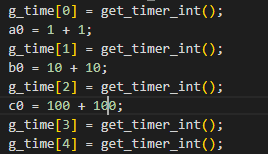 g_time[0] = get_timer_int();
a0 = 1 + 1;
g_time[1] = get_timer_int();
b0 = 10 + 10;
g_time[2] = get_timer_int();
c0 = 100 + 100;
g_time[3] = get_timer_int();
g_time[4] = get_timer_int();